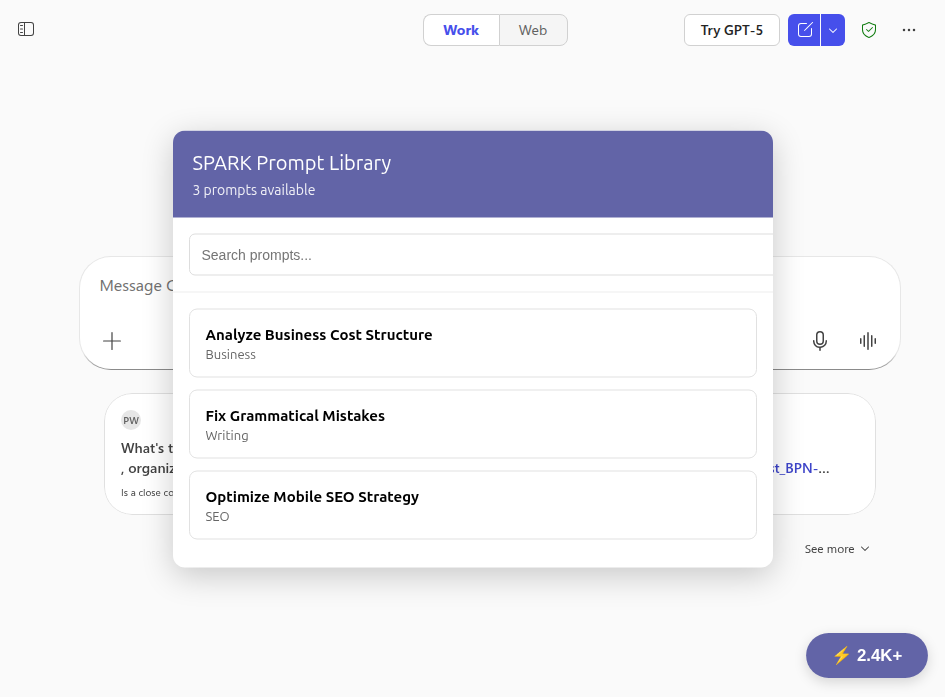 Work
Web
Try GPT-5
SPARK Prompt Library
3 prompts available
Search prompts...
Message
Analyze Business Cost Structure
Business
Fix Grammatical Mistakes
Writing
PW
What's
, organiz
st_BPN-...
Is a close co
Optimize Mobile SEO Strategy
SEO
See more
⚡ 2.4K+